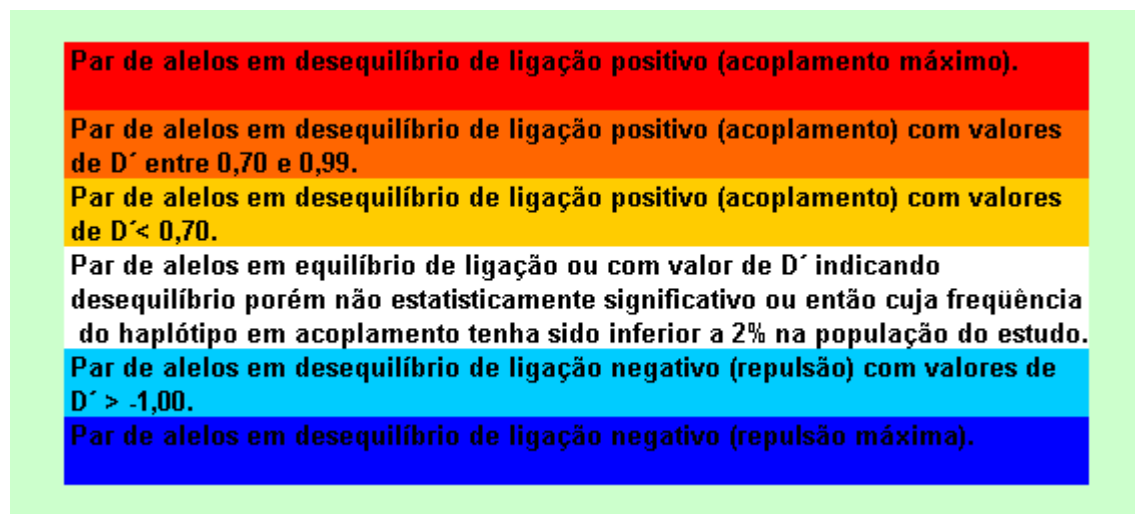 Par de alelos em desequilíbrio de ligação positivo (acoplamento máximo).
Par de alelos em desequilíbrio de ligação positivo (acoplamento) com valores
de D´ entre 0,70 e 0,99.
Par de alelos em desequilíbrio de ligação positivo (acoplamento) com valores
de D´< 0,70.
Par de alelos em equilíbrio de ligação ou com valor de D´ indicando
desequilíbrio porém não estatisticamente significativo ou então cuja freqüência
do haplótipo em acoplamento tenha sido inferior a 2% na população do estudo.
Par de alelos em desequilíbrio de ligação negativo (repulsão) com valores de
D´ > -1,00.
Par de alelos em desequilíbrio de ligação negativo (repulsão máxima).